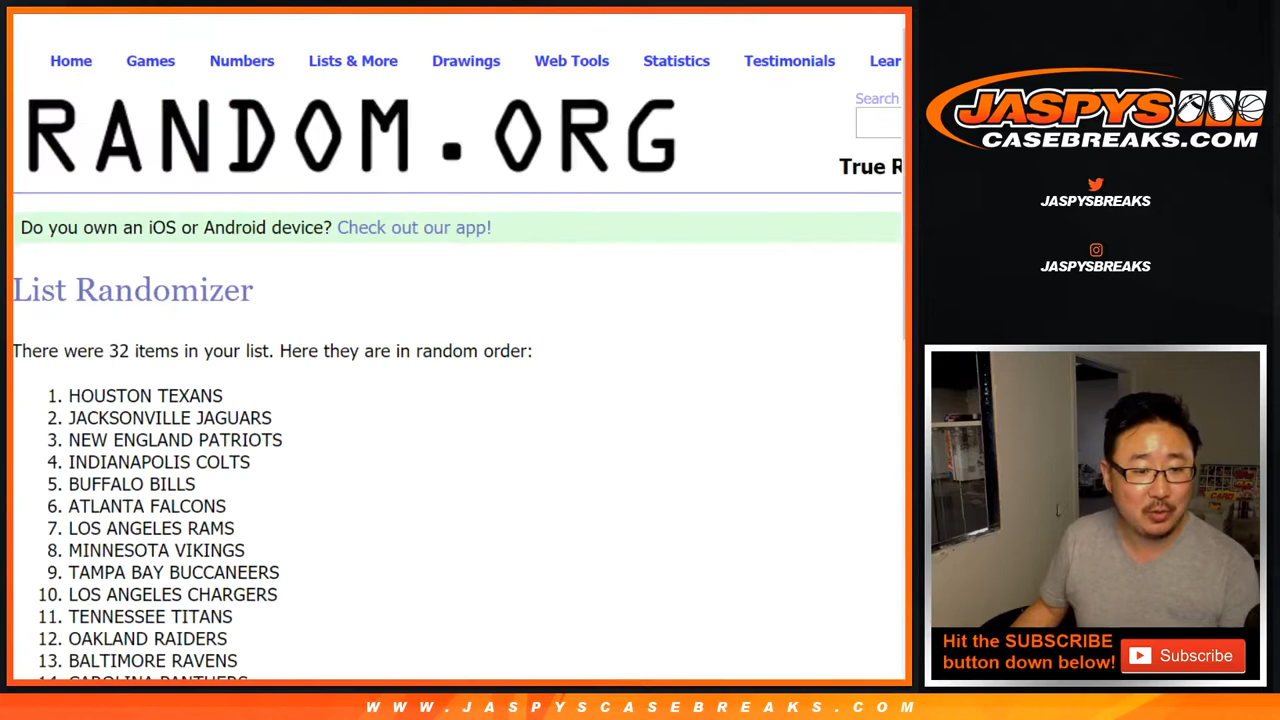 Home Games Numbers Lists & More Drawings Web Tools Statistics Testimonials Lear
RANDOM.ORG
Search
True R
Do you own an iOS or Android device? Check out our app!
List Randomizer
There were 32 items in your list. Here they are in random order:
1. HOUSTON TEXANS
2. JACKSONVILLE JAGUARS
3. NEW ENGLAND PATRIOTS
4. INDIANAPOLIS COLTS
5. BUFFALO BILLS
6. ATLANTA FALCONS
7. LOS ANGELES RAMS
8. MINNESOTA VIKINGS
9. TAMPA BAY BUCCANEERS
10. LOS ANGELES CHARGERS
11. TENNESSEE TITANS
12. OAKLAND RAIDERS
13. BALTIMORE RAVENS
14. CAROLINA PANTHERS
JASPYS
CASEBREAKS.COM
JASPYSBREAKS
JASPYSBREAKS
Hit the SUBSCRIBE
button down below!
Subscribe
WWW.JASPYSCASEBREAKS.COM